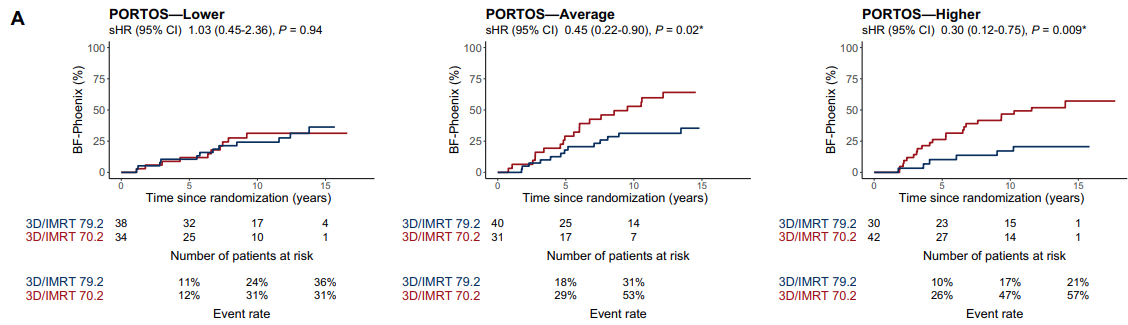 A
PORTOS—Lower
sHR (95% CI) 1.03 (0.45-2.36), P = 0.94
BF-Phoenix (%)
100
75
50
25
0
0 5 10 15
Time since randomization (years)
3D/IMRT 79.2 38 32 17 4
3D/IMRT 70.2 34 25 10 1
Number of patients at risk
3D/IMRT 79.2 11% 24% 36%
3D/IMRT 70.2 12% 31% 31%
Event rate
PORTOS—Average
sHR (95% CI) 0.45 (0.22-0.90), P = 0.02*
BF-Phoenix (%)
100
75
50
25
0
0 5 10 15
Time since randomization (years)
3D/IMRT 79.2 40 25 14
3D/IMRT 70.2 31 17 7
Number of patients at risk
3D/IMRT 79.2 18% 31%
3D/IMRT 70.2 29% 53%
Event rate
PORTOS—Higher
sHR (95% CI) 0.30 (0.12-0.75), P = 0.009*
BF-Phoenix (%)
100
75
50
25
0
0 5 10 15
Time since randomization (years)
3D/IMRT 79.2 30 23 15 1
3D/IMRT 70.2 42 27 14 1
Number of patients at risk
3D/IMRT 79.2 10% 17% 21%
3D/IMRT 70.2 26% 47% 57%
Event rate